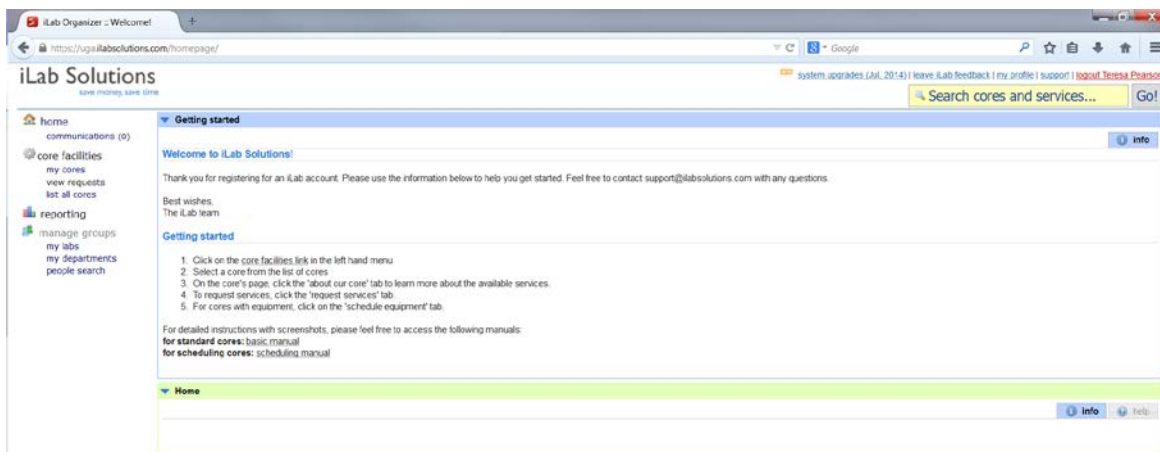 iLab Organizer :: Welcome!
https://uga.ilabsolutions.com/homepage/
Google
iLab Solutions
save money, save time
system upgrades (Jul, 2014) | leave iLab feedback | my profile | support | logout Teresa Pearson
Search cores and services...
Go!
home
communications (0)
core facilities
my cores
view requests
list all cores
reporting
manage groups
my labs
my departments
people search
Getting started
info
Welcome to iLab Solutions!
Thank you for registering for an iLab account. Please use the information below to help you get started. Feel free to contact support@ilabsolutions.com with any questions.
Best wishes,
The iLab team
Getting started
1. Click on the core facilities link in the left hand menu
2. Select a core from the list of cores
3. On the core's page, click the 'about our core' tab to learn more about the available services.
4. To request services, click the 'request services' tab.
5. For cores with equipment, click on the 'schedule equipment' tab.
For detailed instructions with screenshots, please feel free to access the following manuals:
for standard cores: basic manual
for scheduling cores: scheduling manual
Home
info
help